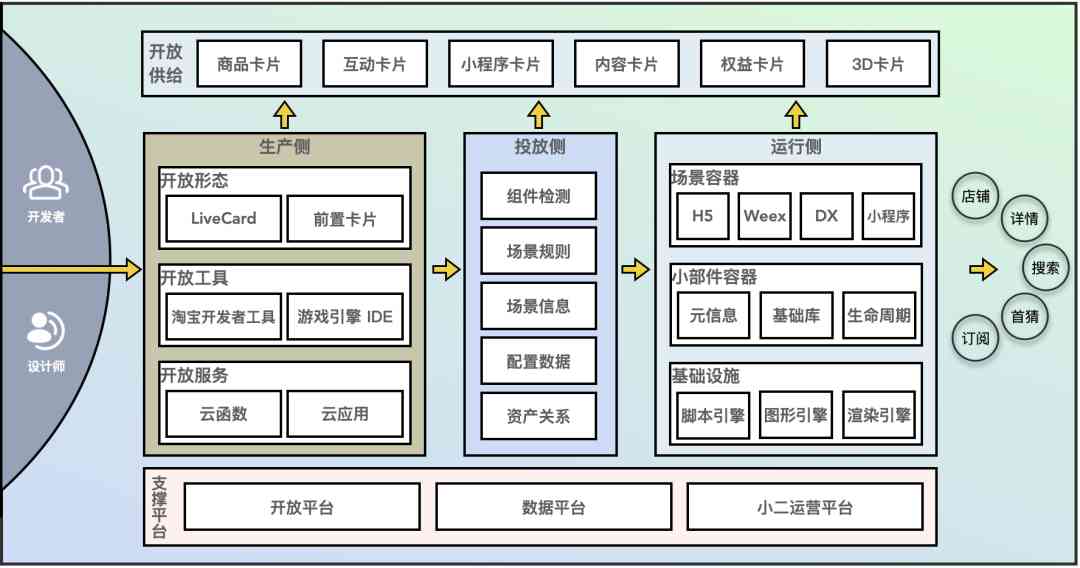 开放
供给
商品卡片
互动卡片
小程序卡片
内容卡片
权益卡片
3D卡片
开发者
设计师
生产侧
开放形态
LiveCard
前置卡片
开放工具
淘宝开发者工具
游戏引擎 IDE
开放服务
云函数
云应用
投放侧
组件检测
场景规则
场景信息
配置数据
资产关系
运行侧
场景容器
H5
Weex
DX
小程序
小部件容器
元信息
基础库
生命周期
基础设施
脚本引擎
图形引擎
渲染引擎
店铺
详情
搜索
首猜
订阅
支撑平台
开放平台
数据平台
小二运营平台